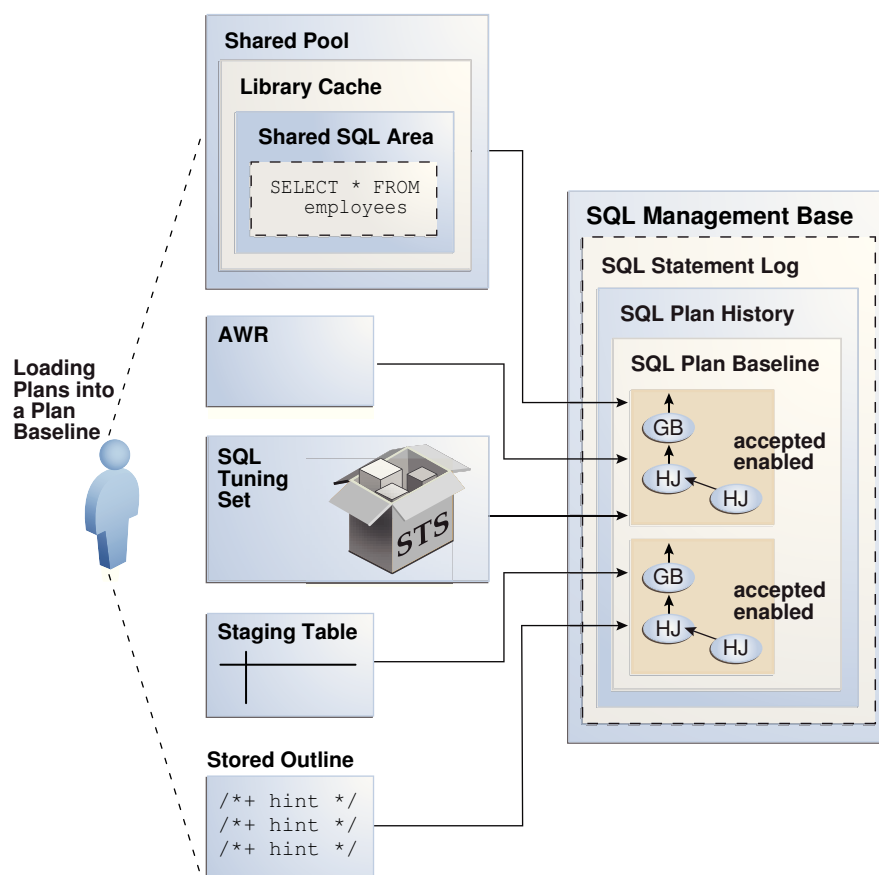 Shared Pool
Library Cache
Shared SQL Area
SELECT * FROM
employees
AWR
SQL
Tuning
Set
STS
Staging Table
Stored Outline
/*+ hint */
/*+ hint */
/*+ hint */
Loading
Plans into
a Plan
Baseline
SQL Management Base
SQL Statement Log
SQL Plan History
SQL Plan Baseline
GB
HJ
HJ
accepted
enabled
GB
HJ
HJ
accepted
enabled